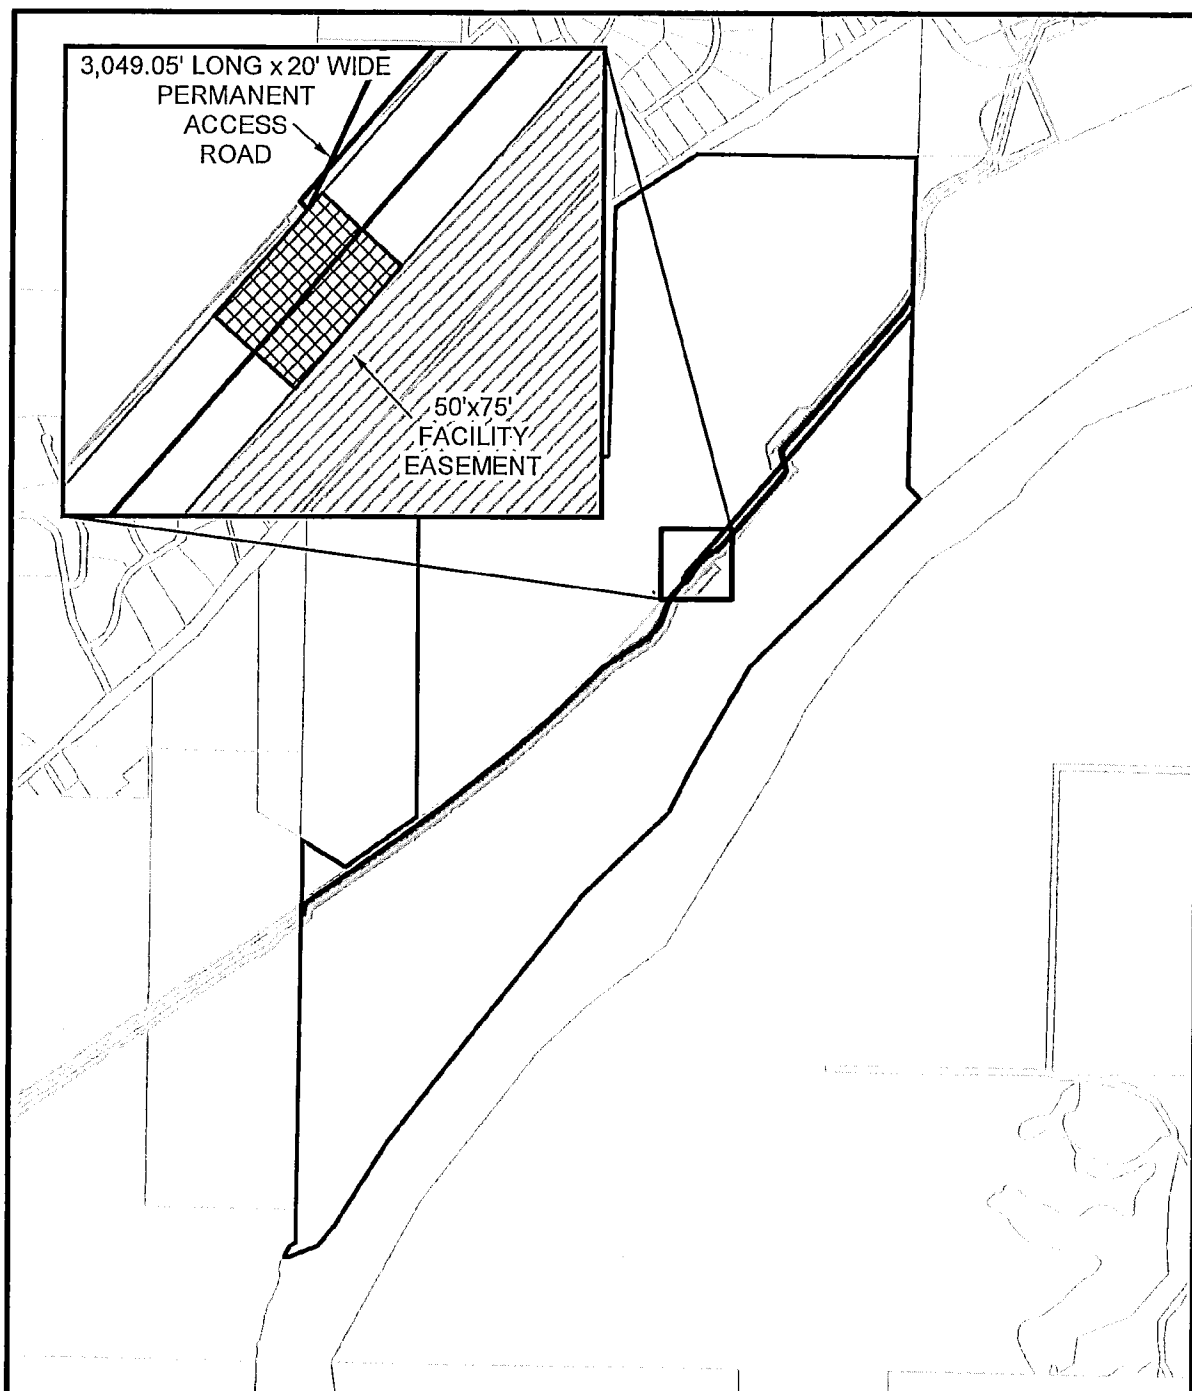 3,049.05' LONG x 20' WIDE
PERMANENT
ACCESS
ROAD
50'x75'
FACILITY
EASEMENT